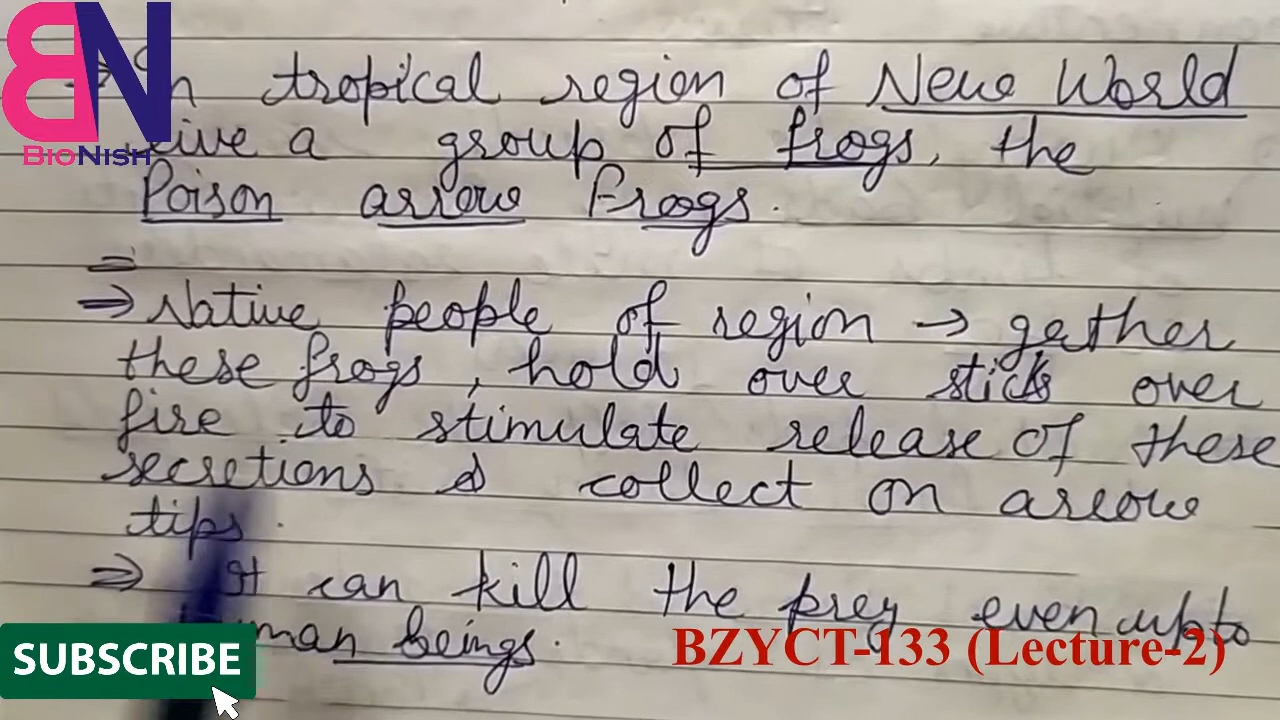 BN
BIONISH
→ In tropical region of New World
live a group of frogs, the
Poison arrow Frogs.
=
⇒ Native people of region → gather
these frogs, hold over sticks over
fire to stimulate release of these
secretions & collect on arrow
tips.
⇒ It can kill the prey even upto
human beings.
BZYCT-133 (Lecture-2)
SUBSCRIBE